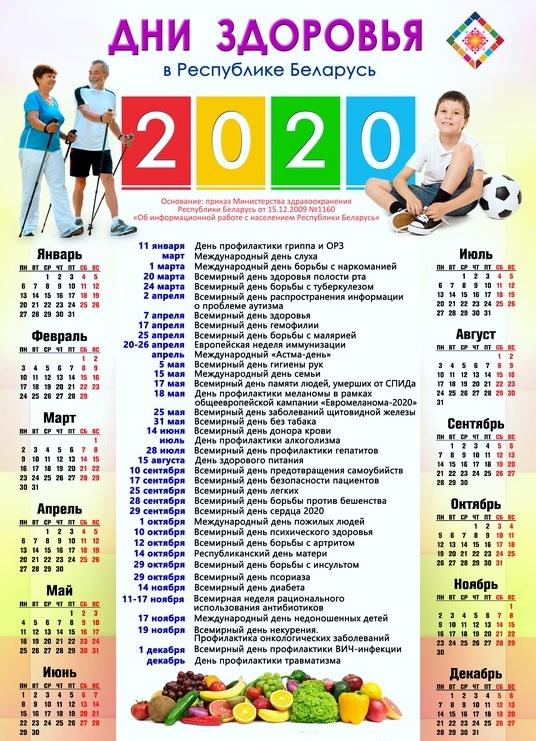 ДНИ ЗДОРОВЬЯ
в Республике Беларусь
2020
Основание: приказ Министерства здравоохранения
Республики Беларусь от 15.12.2009 №1160
«Об информационной работе с населением Республики Беларусь»
Январь
ПН ВТ СР ЧТ ПТ СБ ВС
1 2 3 4 5
6 7 8 9 10 11 12
13 14 15 16 17 18 19
20 21 22 23 24 25 26
27 28 29 30 31
Февраль
ПН ВТ СР ЧТ ПТ СБ ВС
1 2
3 4 5 6 7 8 9
10 11 12 13 14 15 16
17 18 19 20 21 22 23
24 25 26 27 28 29
Март
ПН ВТ СР ЧТ ПТ СБ ВС
1
2 3 4 5 6 7 8
9 10 11 12 13 14 15
16 17 18 19 20 21 22
23 24 25 26 27 28 29
30 31
Апрель
ПН ВТ СР ЧТ ПТ СБ ВС
1 2 3 4 5
6 7 8 9 10 11 12
13 14 15 16 17 18 19
20 21 22 23 24 25 26
27 28 29 30
Май
ПН ВТ СР ЧТ ПТ СБ ВС
1 2 3
4 5 6 7 8 9 10
11 12 13 14 15 16 17
18 19 20 21 22 23 24
25 26 27 28 29 30 31
Июнь
ПН ВТ СР ЧТ ПТ СБ ВС
1 2 3 4 5 6 7
8 9 10 11 12 13 14
15 16 17 18 19 20 21
22 23 24 25 26 27 28
29 30
11 января День профилактики гриппа и ОРЗ
март Международный день слуха
1 марта Международный день борьбы с наркоманией
20 марта Всемирный день здоровья полости рта
24 марта Всемирный день борьбы с туберкулезом
2 апреля Всемирный день распространения информации
о проблеме аутизма
7 апреля Всемирный день здоровья
17 апреля Всемирный день гемофилии
25 апреля Всемирный день борьбы с малярией
20-26 апреля Европейская неделя иммунизации
апрель Международный «Астма-день»
5 мая Всемирный день гигиены рук
15 мая Международный день семьи
17 мая Всемирный день памяти людей, умерших от СПИДа
18 мая День профилактики меланомы в рамках
общеевропейской кампании «Евромеланома-2020»
25 мая Всемирный день заболеваний щитовидной железы
31 мая Всемирный день без табака
14 июня Всемирный день донора крови
июль День профилактики алкоголизма
28 июля Всемирный день профилактики гепатитов
15 августа День здорового питания
10 сентября Всемирный день предотвращения самоубийств
17 сентября Всемирный день безопасности пациентов
25 сентября Всемирный день легких
28 сентября Всемирный день борьбы против бешенства
29 сентября Всемирный день сердца 2020
1 октября Международный день пожилых людей
10 октября Всемирный день психического здоровья
12 октября Всемирный день борьбы с артритом
14 октября Республиканский день матери
29 октября Всемирный день борьбы с инсультом
29 октября Всемирный день псориаза
14 ноября Всемирный день диабета
11-17 ноября Всемирная неделя рационального
использования антибиотиков
17 ноября Международный день недоношенных детей
19 ноября Всемирный день некурения.
Профилактика онкологических заболеваний
1 декабря Всемирный день профилактики ВИЧ-инфекции
декабрь День профилактики травматизма
Июль
ПН ВТ СР ЧТ ПТ СБ ВС
1 2 3 4 5
6 7 8 9 10 11 12
13 14 15 16 17 18 19
20 21 22 23 24 25 26
27 28 29 30 31
Август
ПН ВТ СР ЧТ ПТ СБ ВС
1 2
3 4 5 6 7 8 9
10 11 12 13 14 15 16
17 18 19 20 21 22 23
24 25 26 27 28 29 30
31
Сентябрь
ПН ВТ СР ЧТ ПТ СБ ВС
1 2 3 4 5 6
7 8 9 10 11 12 13
14 15 16 17 18 19 20
21 22 23 24 25 26 27
28 29 30
Октябрь
ПН ВТ СР ЧТ ПТ СБ ВС
1 2 3 4
5 6 7 8 9 10 11
12 13 14 15 16 17 18
19 20 21 22 23 24 25
26 27 28 29 30 31
Ноябрь
ПН ВТ СР ЧТ ПТ СБ ВС
1
2 3 4 5 6 7 8
9 10 11 12 13 14 15
16 17 18 19 20 21 22
23 24 25 26 27 28 29
30
Декабрь
ПН ВТ СР ЧТ ПТ СБ ВС
1 2 3 4 5 6
7 8 9 10 11 12 13
14 15 16 17 18 19 20
21 22 23 24 25 26 27
28 29 30 31